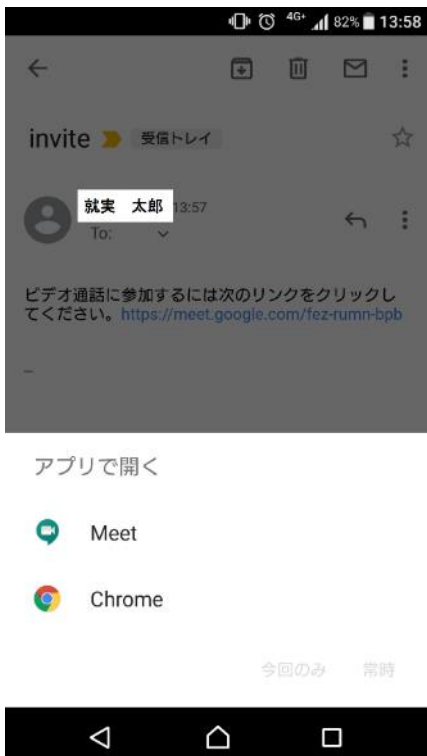 4G+ 82% 13:58
invite 受信トレイ
就実　太郎 13:57
To:
ビデオ通話に参加するには次のリンクをクリックし
てください。https://meet.google.com/fez-rumn-bpb
--
アプリで開く
Meet
Chrome
今回のみ 常時